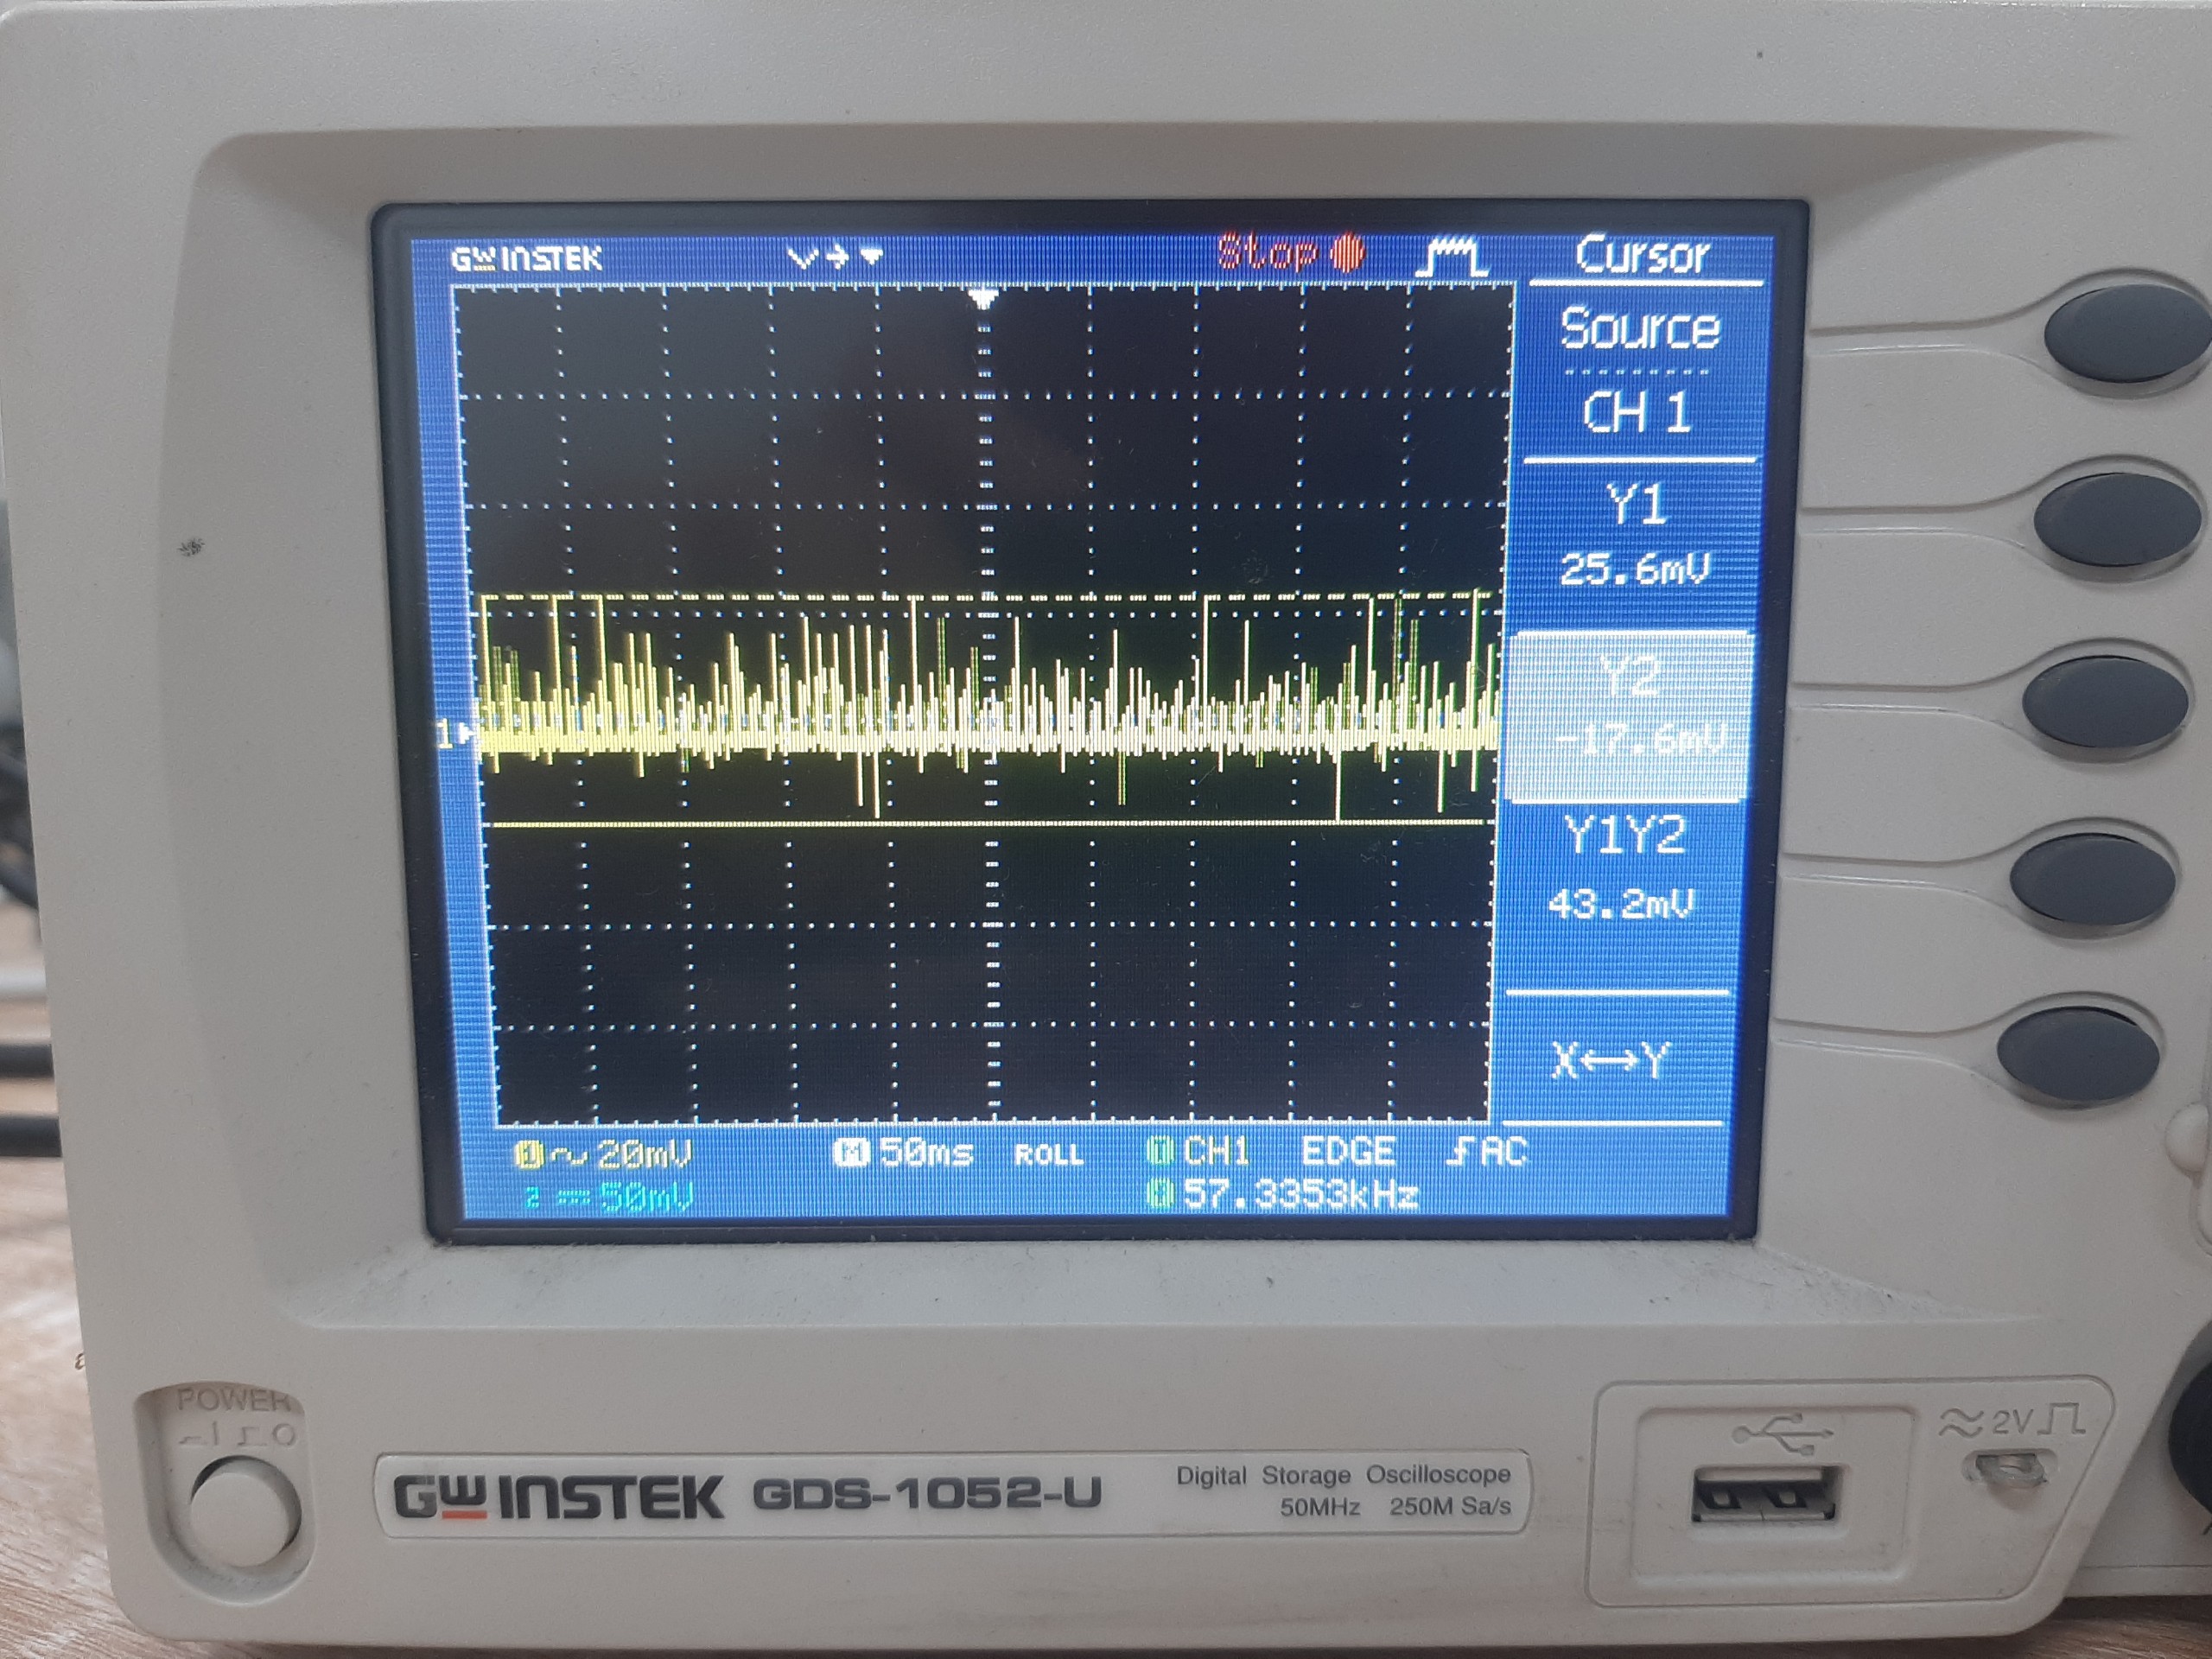 GW INSTEK Stop Cursor
Source
CH 1
Y1
25.6mV
Y2
-17.6mV
Y1Y2
43.2mV
X↔Y
1
1 ~ 20mV M 50ms ROLL CH1 EDGE AC
2 50mV 57.3353kHz
POWER
GW INSTEK GDS-1052-U
Digital Storage Oscilloscope
50MHz 250M Sa/s
≈2V